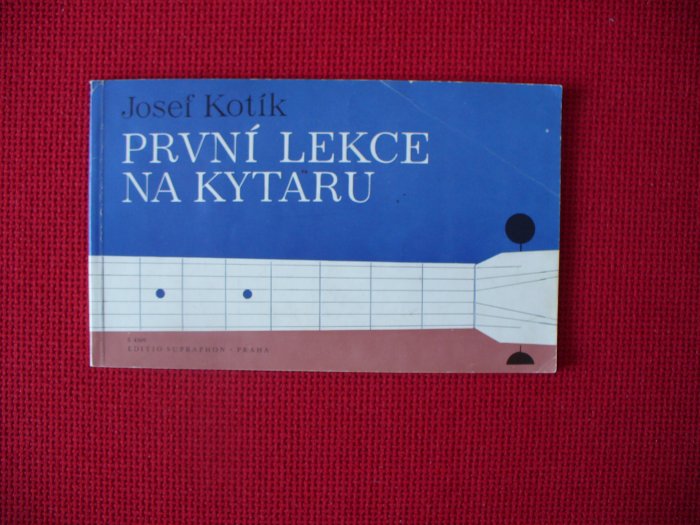 Josef Kotík
PRVNÍ LEKCE
NA KYTARU
EDITIO SUPRAPHON · PRAHA